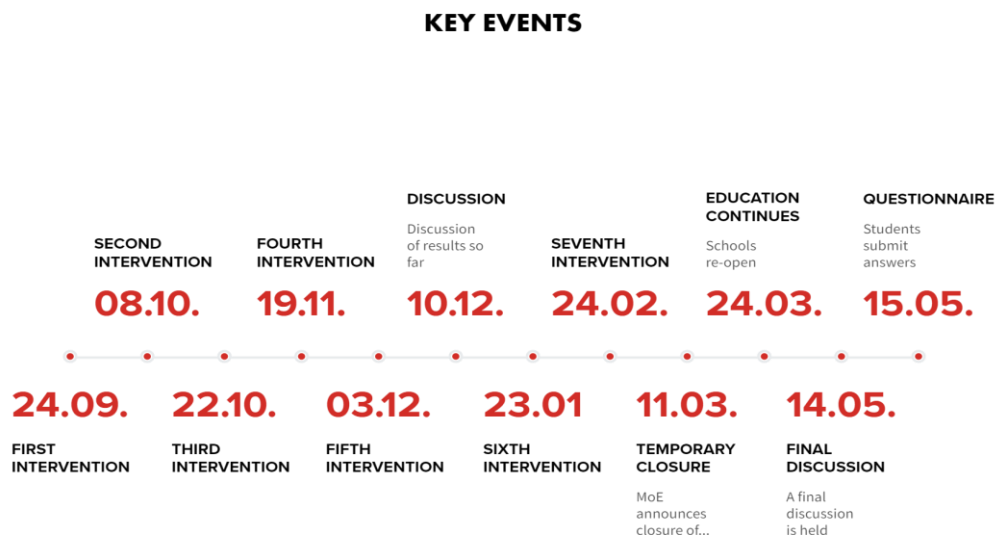 KEY EVENTS
DISCUSSION
Discussion
of results so
far
EDUCATION
CONTINUES
Schools
re-open
QUESTIONNAIRE
Students
submit
answers
SECOND
INTERVENTION
FOURTH
INTERVENTION
SEVENTH
INTERVENTION
08.10.
19.11.
10.12.
24.02.
24.03.
15.05.
24.09.
22.10.
03.12.
23.01
11.03.
14.05.
FIRST
INTERVENTION
THIRD
INTERVENTION
FIFTH
INTERVENTION
SIXTH
INTERVENTION
TEMPORARY
CLOSURE
MoE
announces
closure of...
FINAL
DISCUSSION
A final
discussion
is held